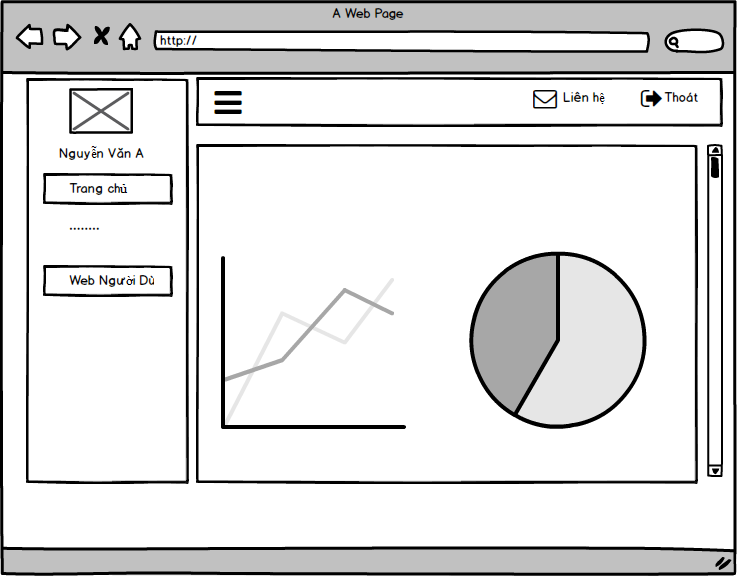 A Web Page
http://
Liên hệ
Thoát
Nguyễn Văn A
Trang chủ
........
Web Người Dù